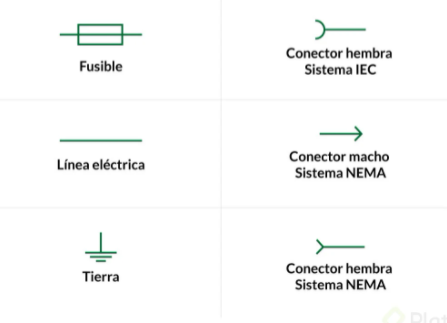 Fusible
Conector hembra
Sistema IEC
Línea eléctrica
Conector macho
Sistema NEMA
Tierra
Conector hembra
Sistema NEMA